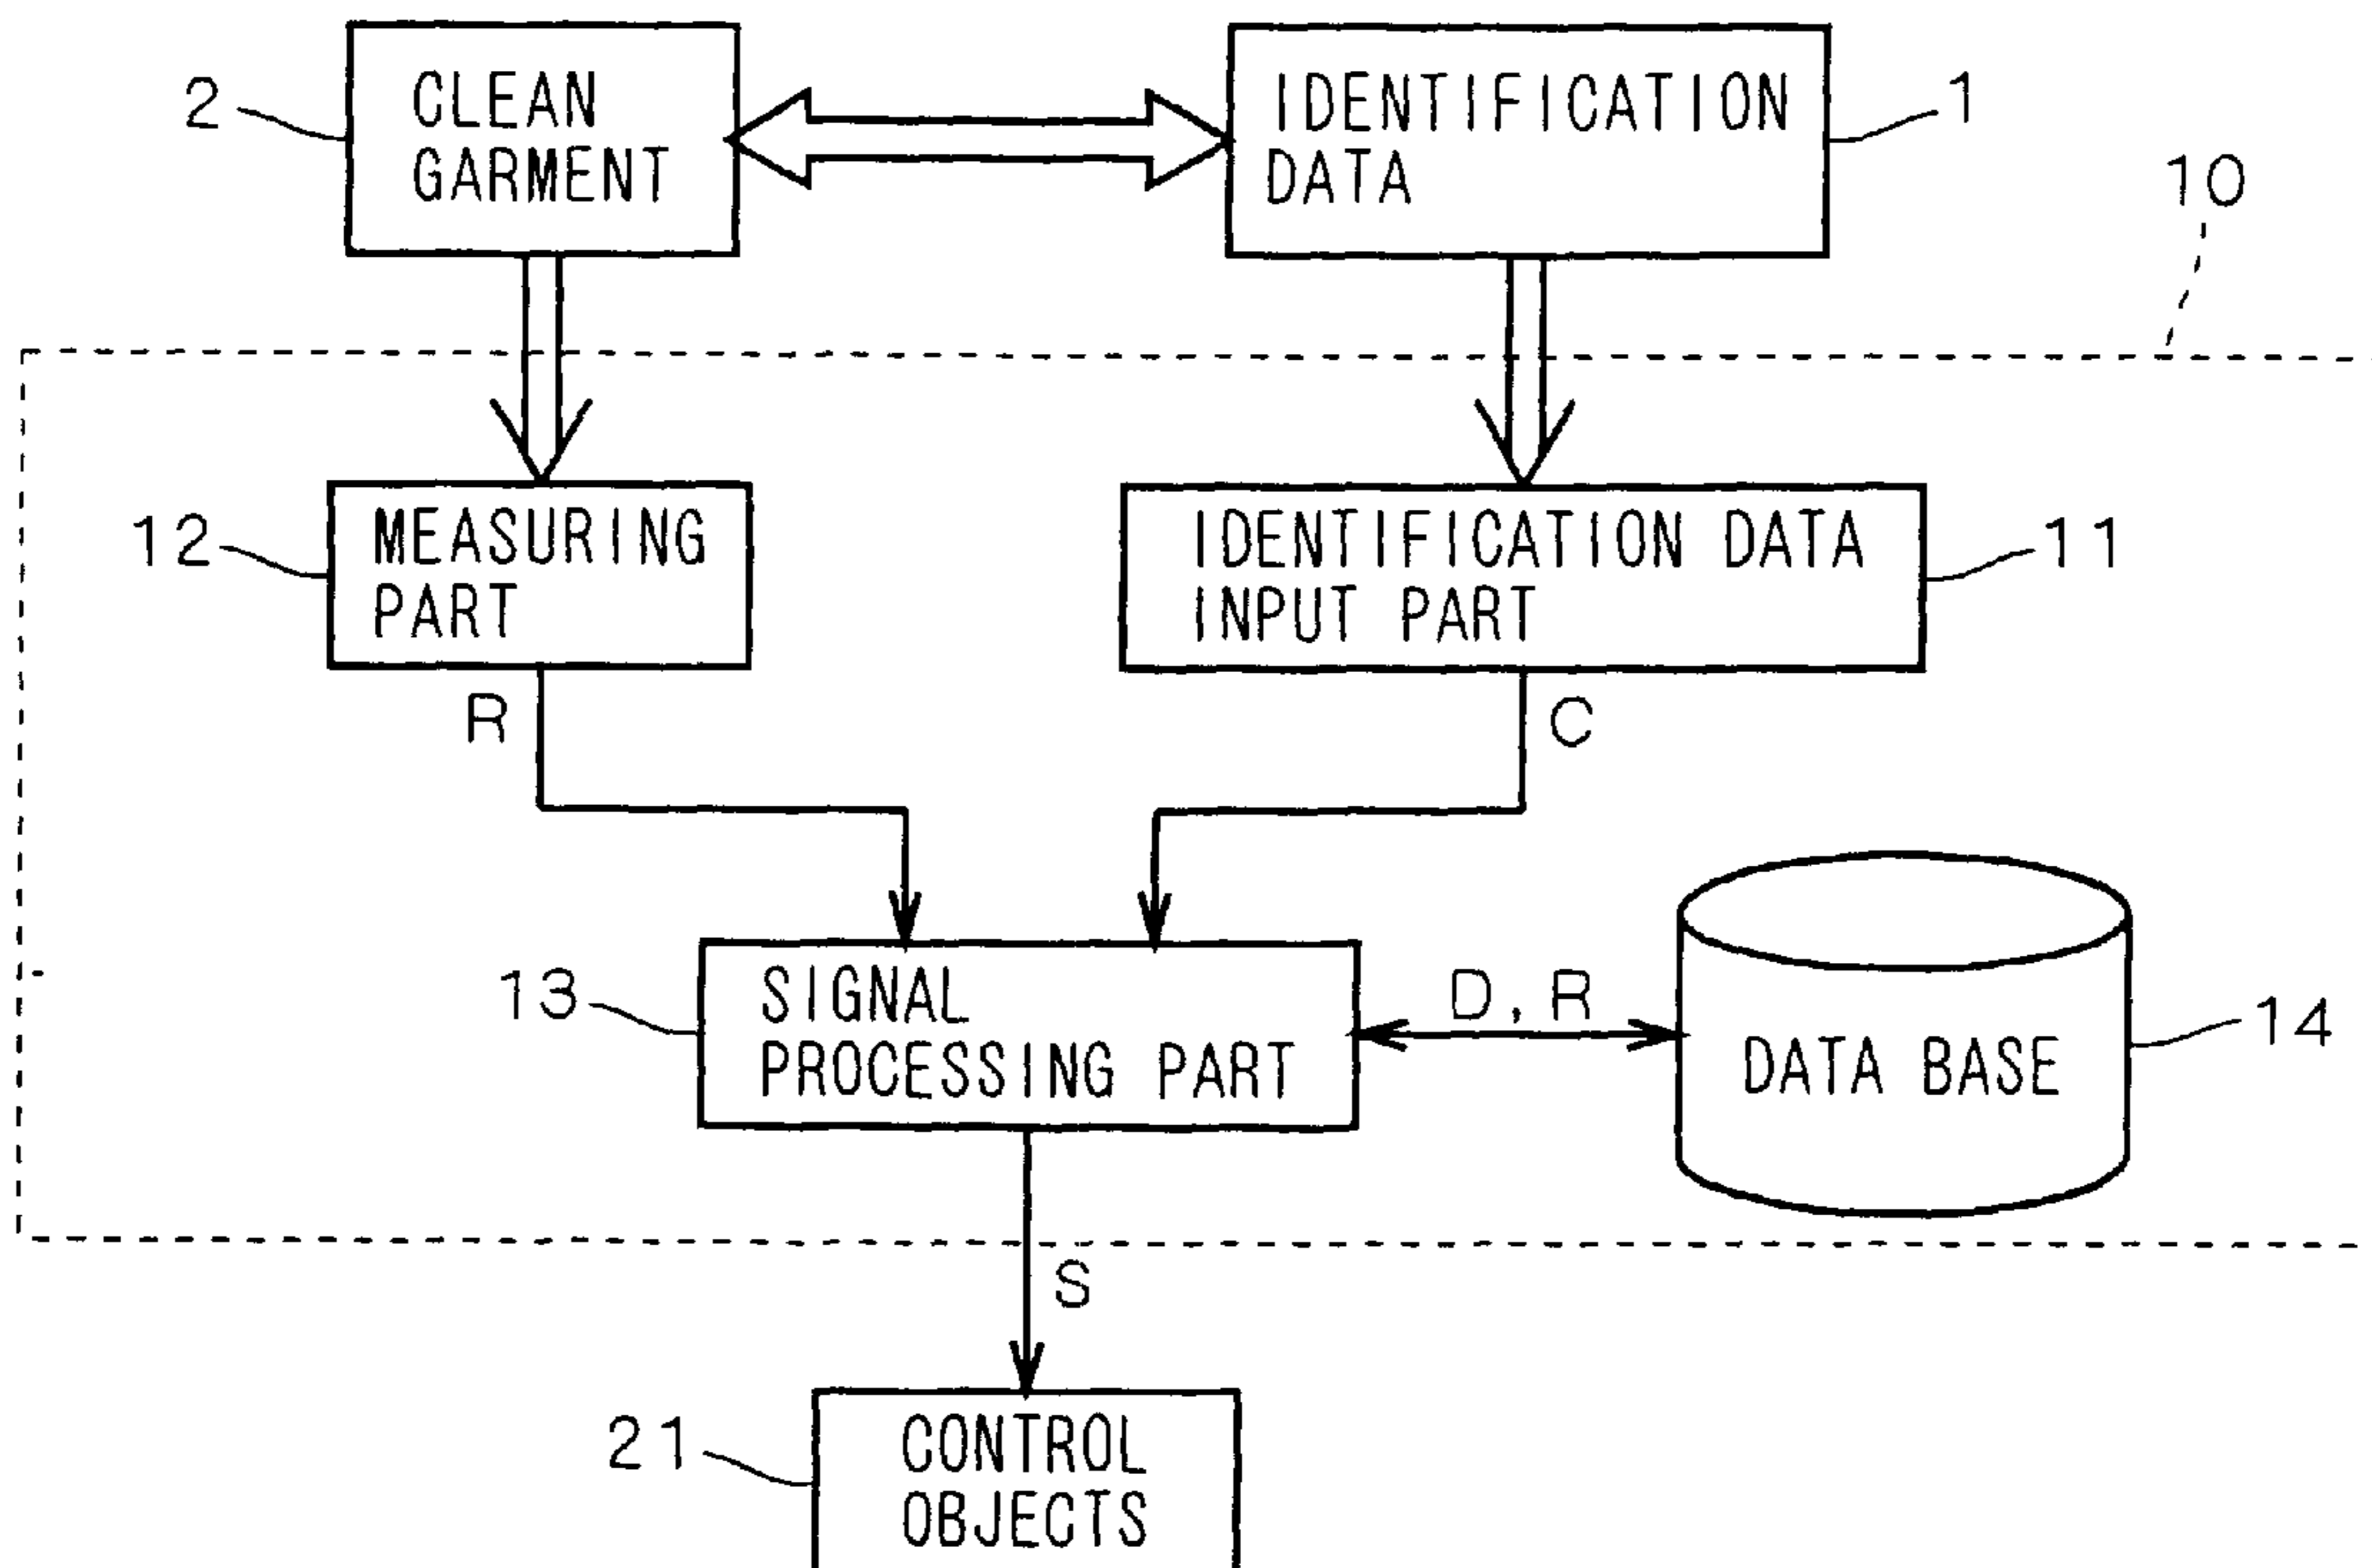 2
CLEAN
GARMENT
IDENTIFICATION
DATA
1
10
12
MEASURING
PART
IDENTIFICATION DATA
INPUT PART
11
R
C
13
SIGNAL
PROCESSING PART
D, R
DATA BASE
14
S
21
CONTROL
OBJECTS